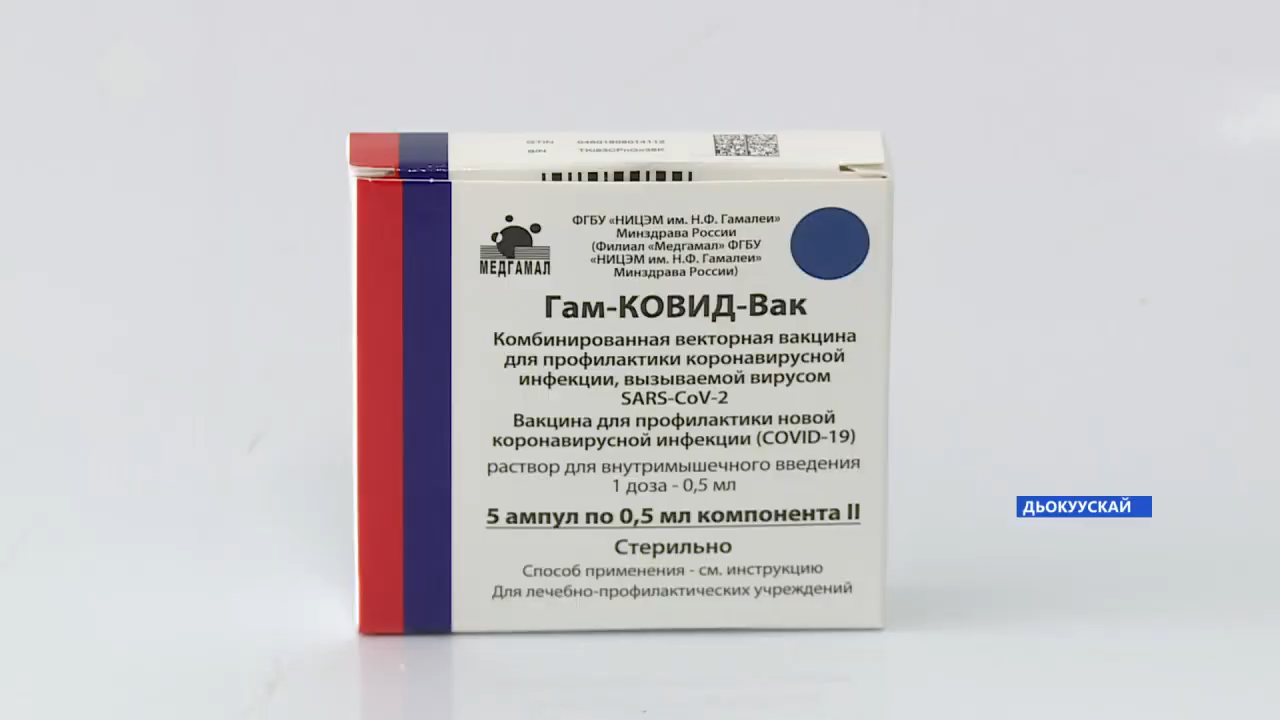 GTIN
SIN
МЕДГАМАЛ
ФГБУ «НИЦЭМ им. Н.Ф. Гамалеи»
Минздрава России
(Филиал «Медгамал» ФГБУ
«НИЦЭМ им. Н.Ф. Гамалеи»
Минздрава России)
Гам-КОВИД-Вак
Комбинированная векторная вакцина
для профилактики коронавирусной
инфекции, вызываемой вирусом
SARS-CoV-2
Вакцина для профилактики новой
коронавирусной инфекции (COVID-19)
раствор для внутримышечного введения
1 доза - 0,5 мл
5 ампул по 0,5 мл компонента II
Стерильно
Способ применения - см. инструкцию
Для лечебно-профилактических учреждений
ДЬОКУУСКАЙ